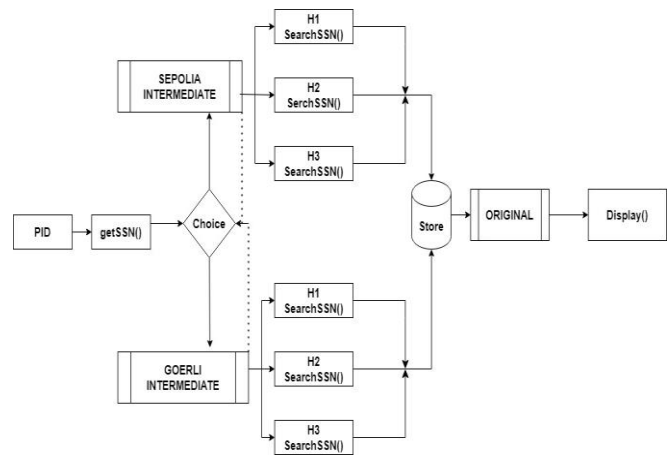 H1
SearchSSN()
SEPOLIA
INTERMEDIATE
H2
SerchSSN()
H3
SearchSSN()
PID
getSSN()
Choice
Store
ORIGINAL
Display()
H1
SearchSSN()
GOERLI
INTERMEDIATE
H2
SearchSSN()
H3
SearchSSN()